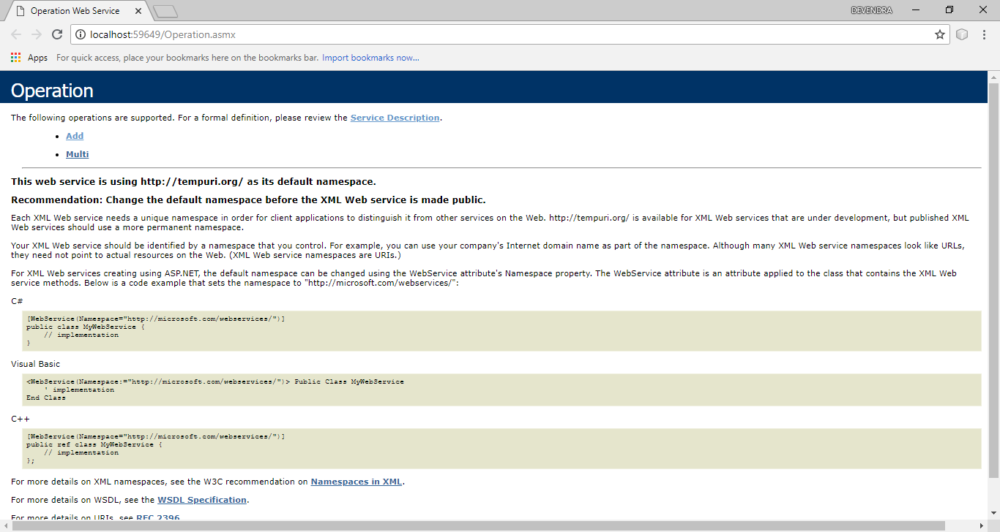 Operation Web Service
DEVENDRA
localhost:59649/Operation.asmx
Apps For quick access, place your bookmarks here on the bookmarks bar. Import bookmarks now...
Operation
The following operations are supported. For a formal definition, please review the Service Description.
• Add
• Multi
This web service is using http://tempuri.org/ as its default namespace.
Recommendation: Change the default namespace before the XML Web service is made public.
Each XML Web service needs a unique namespace in order for client applications to distinguish it from other services on the Web. http://tempuri.org/ is available for XML Web services that are under development, but published XML
Web services should use a more permanent namespace.
Your XML Web service should be identified by a namespace that you control. For example, you can use your company's Internet domain name as part of the namespace. Although many XML Web service namespaces look like URLs,
they need not point to actual resources on the Web. (XML Web service namespaces are URIs.)
For XML Web services creating using ASP.NET, the default namespace can be changed using the WebService attribute's Namespace property. The WebService attribute is an attribute applied to the class that contains the XML Web
service methods. Below is a code example that sets the namespace to "http://microsoft.com/webservices/":
C#
[WebService(Namespace="http://microsoft.com/webservices/")]
public class MyWebService {
    // implementation
}
Visual Basic
<WebService(Namespace:="http://microsoft.com/webservices/")> Public Class MyWebService
    ' implementation
End Class
C++
[WebService(Namespace="http://microsoft.com/webservices/")]
public ref class MyWebService {
    // implementation
};
For more details on XML namespaces, see the W3C recommendation on Namespaces in XML.
For more details on WSDL, see the WSDL Specification.
For more details on URIs, see RFC 2396.